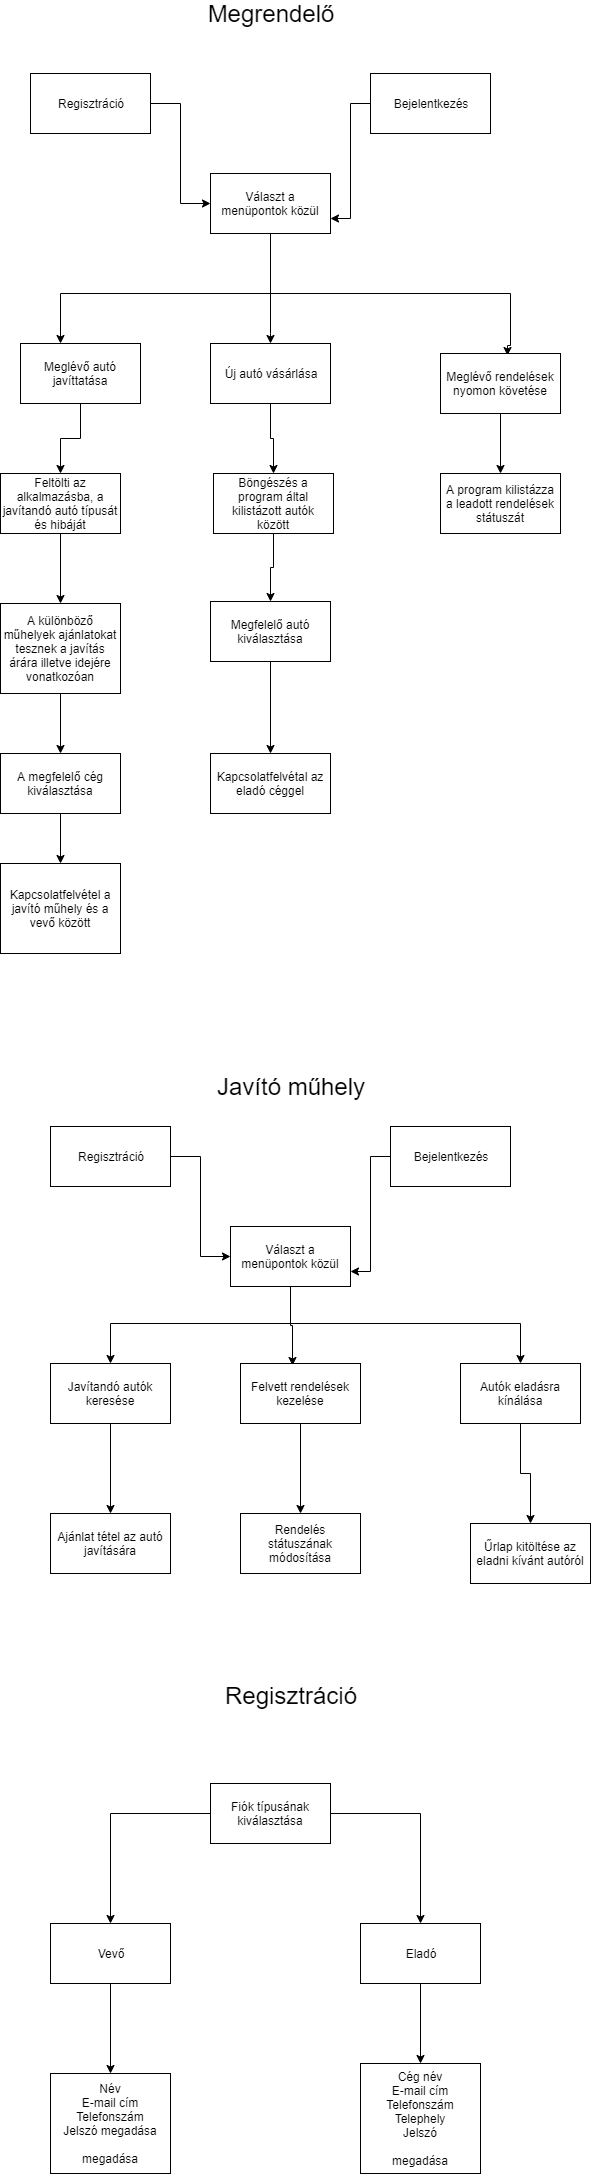 Megrendelő
Regisztráció
Bejelentkezés
Választ a
menüpontok közül
Meglévő autó
javíttatása
Új autó vásárlása
Meglévő rendelések
nyomon követése
Feltölti az
alkalmazásba, a
javítandó autó típusát
és hibáját
Böngészés a
program által
kilistázott autók
között
A program kilistázza
a leadott rendelések
státuszát
A különböző
műhelyek ajánlatokat
tesznek a javítás
árára illetve idejére
vonatkozóan
Megfelelő autó
kiválasztása
A megfelelő cég
kiválasztása
Kapcsolatfelvétal az
eladó céggel
Kapcsolatfelvétel a
javító műhely és a
vevő között
Javító műhely
Regisztráció
Bejelentkezés
Választ a
menüpontok közül
Javítandó autók
keresése
Felvett rendelések
kezelése
Autók eladásra
kínálása
Ajánlat tétel az autó
javítására
Rendelés
státuszának
módosítása
Űrlap kitöltése az
eladni kívánt autóról
Regisztráció
Fiók típusának
kiválasztása
Vevő
Eladó
Név
E-mail cím
Telefonszám
Jelszó megadása
megadása
Cég név
E-mail cím
Telefonszám
Telephely
Jelszó
megadása